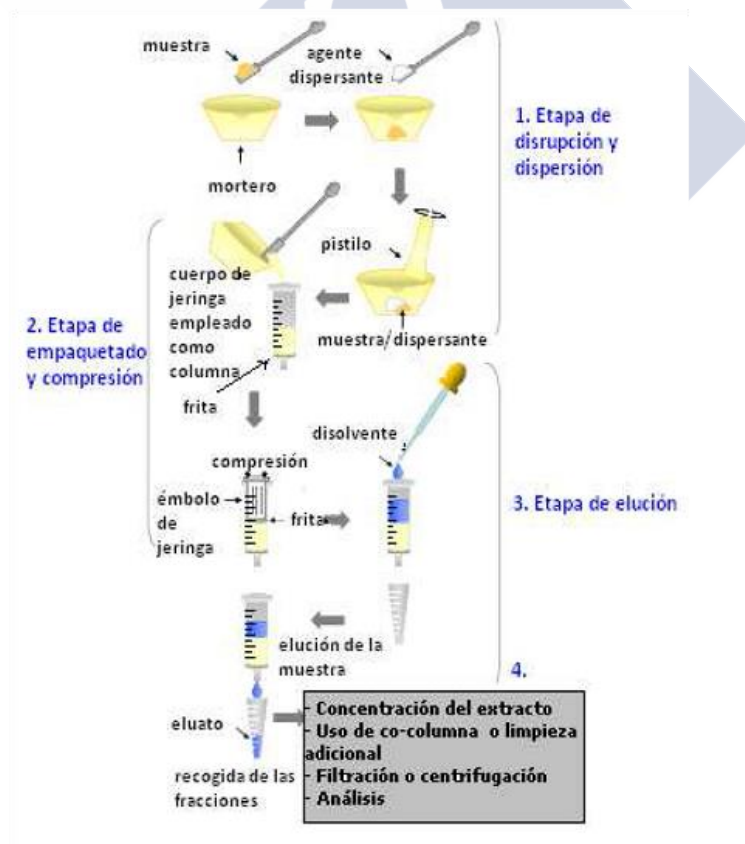 muestra
agente
dispersante
mortero
1. Etapa de
disrupción y
dispersión
pistilo
muestra/dispersante
cuerpo de
jeringa
empleado
como
columna
frita
2. Etapa de
empaquetado
y compresión
compresión
émbolo
de
jeringa
frita
disolvente
3. Etapa de elución
elución de la
muestra
4.
eluato
recogida de las
fracciones
- Concentración del extracto
- Uso de co-columna o limpieza
adicional
- Filtración o centrifugación
- Análisis